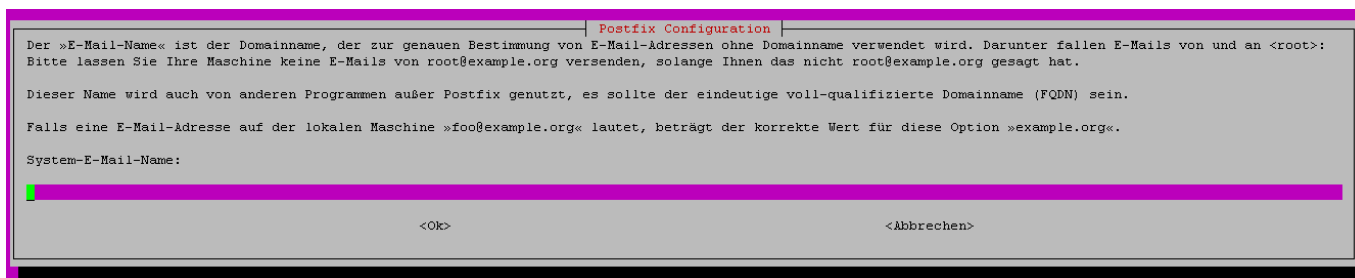 Postfix Configuration
Der »E-Mail-Name« ist der Domainname, der zur genauen Bestimmung von E-Mail-Adressen ohne Domainname verwendet wird. Darunter fallen E-Mails von und an <root>:
Bitte lassen Sie Ihre Maschine keine E-Mails von root@example.org versenden, solange Ihnen das nicht root@example.org gesagt hat.
Dieser Name wird auch von anderen Programmen außer Postfix genutzt, es sollte der eindeutige voll-qualifizierte Domainname (FQDN) sein.
Falls eine E-Mail-Adresse auf der lokalen Maschine »foo@example.org« lautet, beträgt der korrekte Wert für diese Option »example.org«.
System-E-Mail-Name:
<Ok> <Abbrechen>